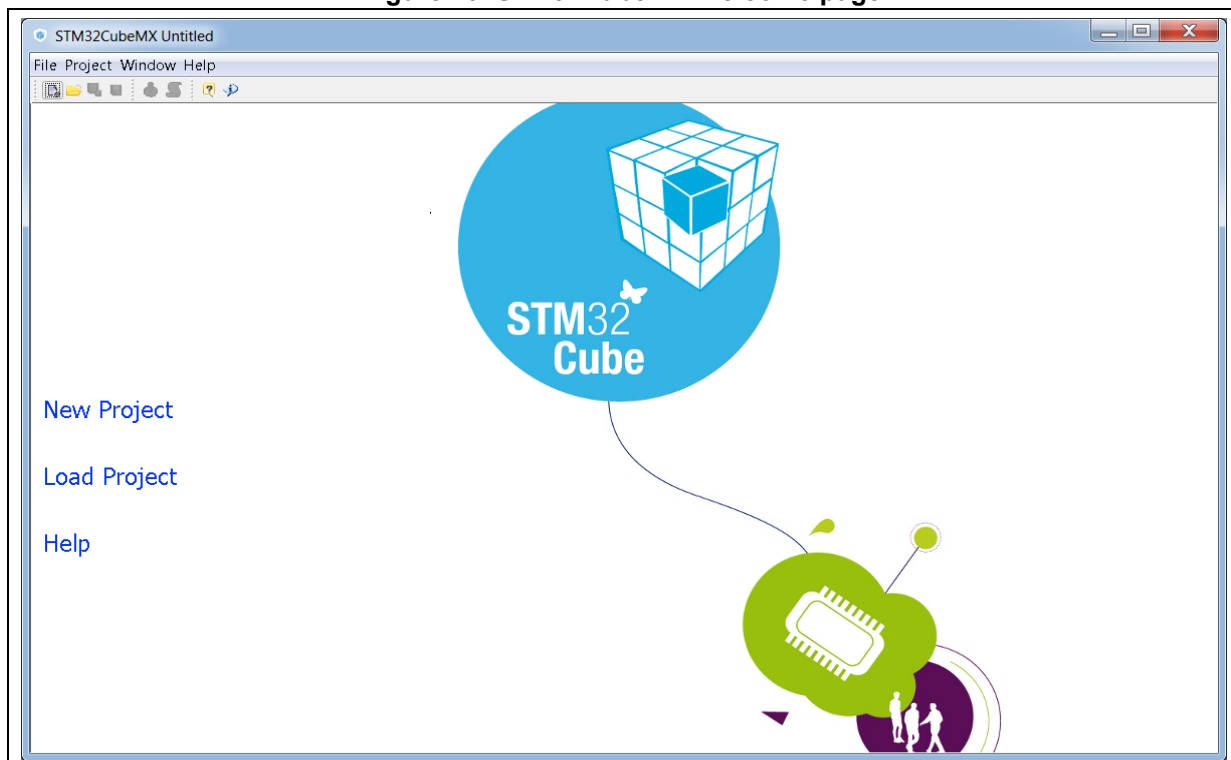 STM32CubeMX Untitled
File Project Window Help
STM32
Cube
New Project
Load Project
Help